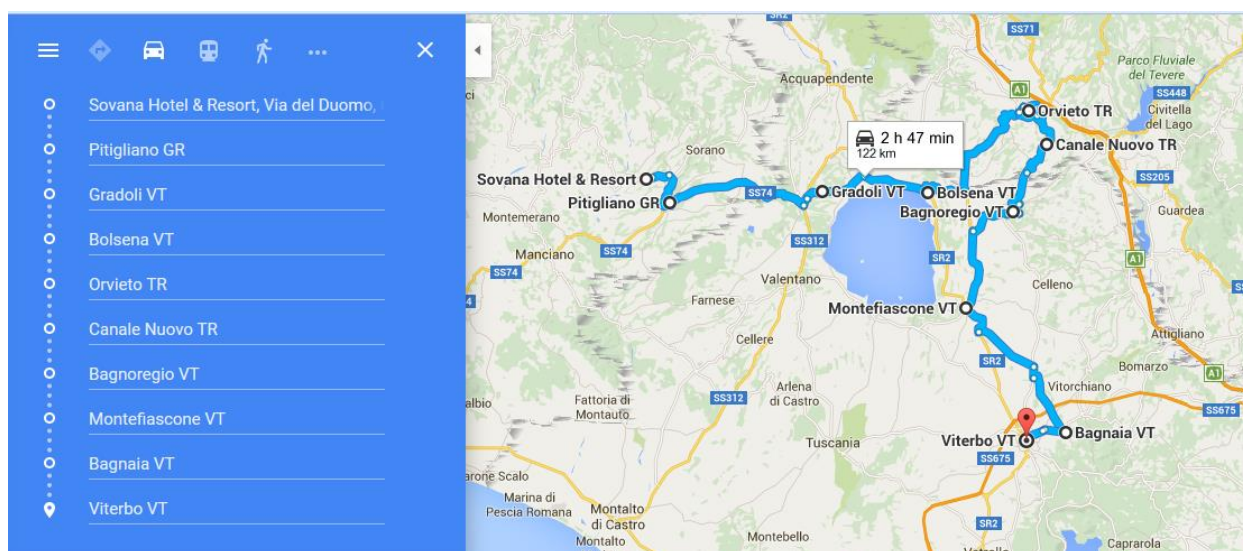 Sovana Hotel & Resort, Via del Duomo,
Pitigliano GR
Gradoli VT
Bolsena VT
Orvieto TR
Canale Nuovo TR
Bagnoregio VT
Montefiascone VT
Bagnaia VT
Viterbo VT
SS71
Parco Fluviale
del Tevere
Acquapendente
A1
SS448
Orvieto TR
Civitella
del Lago
2 h 47 min
122 km
Canale Nuovo TR
Sorano
Sovana Hotel & Resort
SS74
Gradoli VT
Bolsena VT
SS205
Pitigliano GR
Bagnoregio VT
Guardea
Montemerano
SS312
Manciano
SS74
SR2
A1
SS74
Valentano
Celleno
Farnese
Montefiascone VT
Attigliano
Cellere
SR2
Bomarzo
A1
Vitorchiano
Arlena
di Castro
Fattoria di
Montauto
SS312
albio
SS675
Tuscania
Viterbo VT
Bagnaia VT
SS675
arone Scalo
Marina di
Pescia Romana
Montalto
di Castro
SR2
Montalto
Montebello
Caprarola